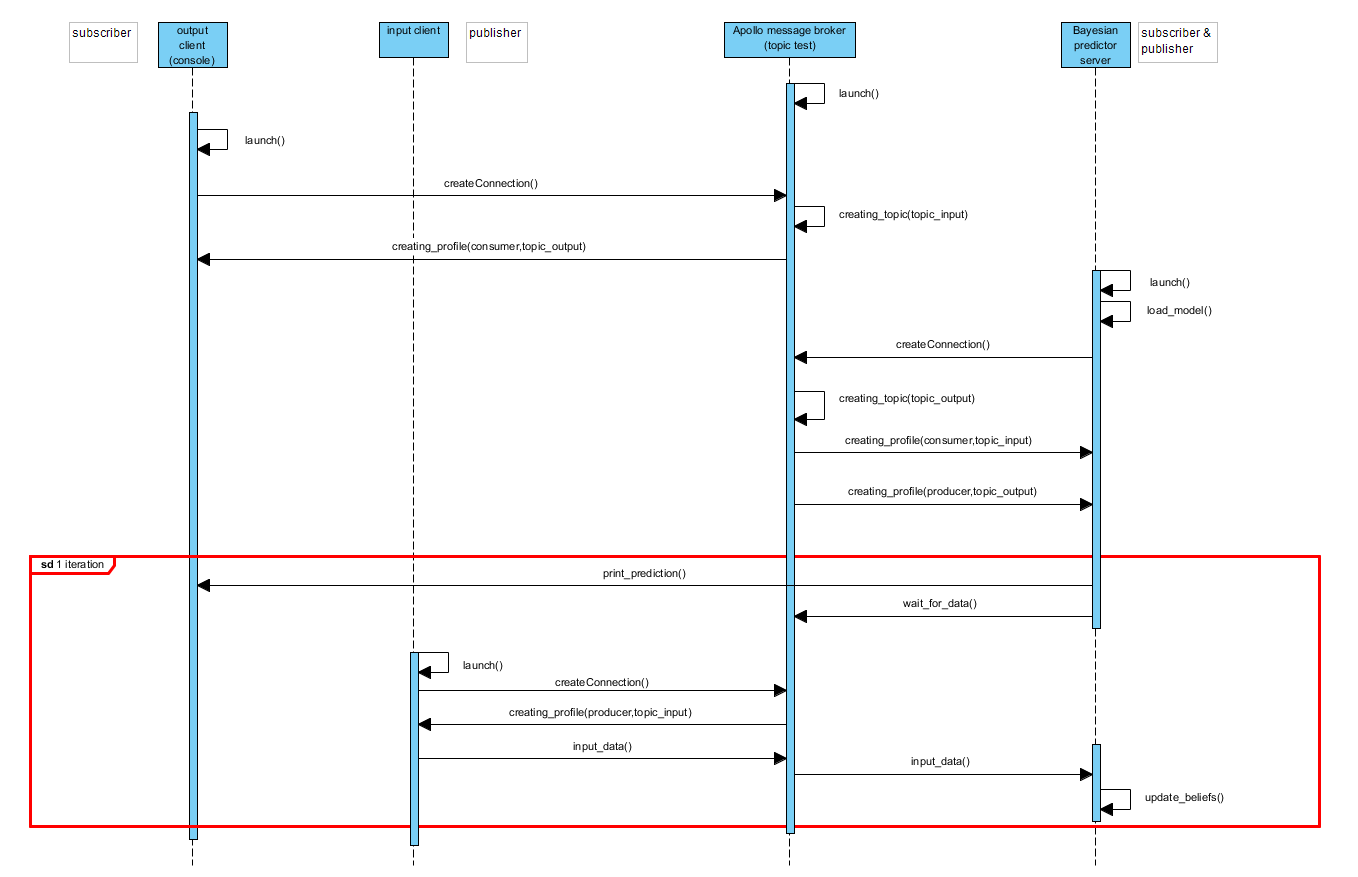 subscriber
output
client
(console)
input client
publisher
Apollo message broker
(topic test)
Bayesian
predictor
server
subscriber &
publisher
launch()
launch()
createConnection()
creating_topic(topic_input)
creating_profile(consumer,topic_output)
launch()
load_model()
createConnection()
creating_topic(topic_output)
creating_profile(consumer,topic_input)
creating_profile(producer,topic_output)
sd 1 iteration
print_prediction()
wait_for_data()
launch()
createConnection()
creating_profile(producer,topic_input)
input_data()
input_data()
update_beliefs()